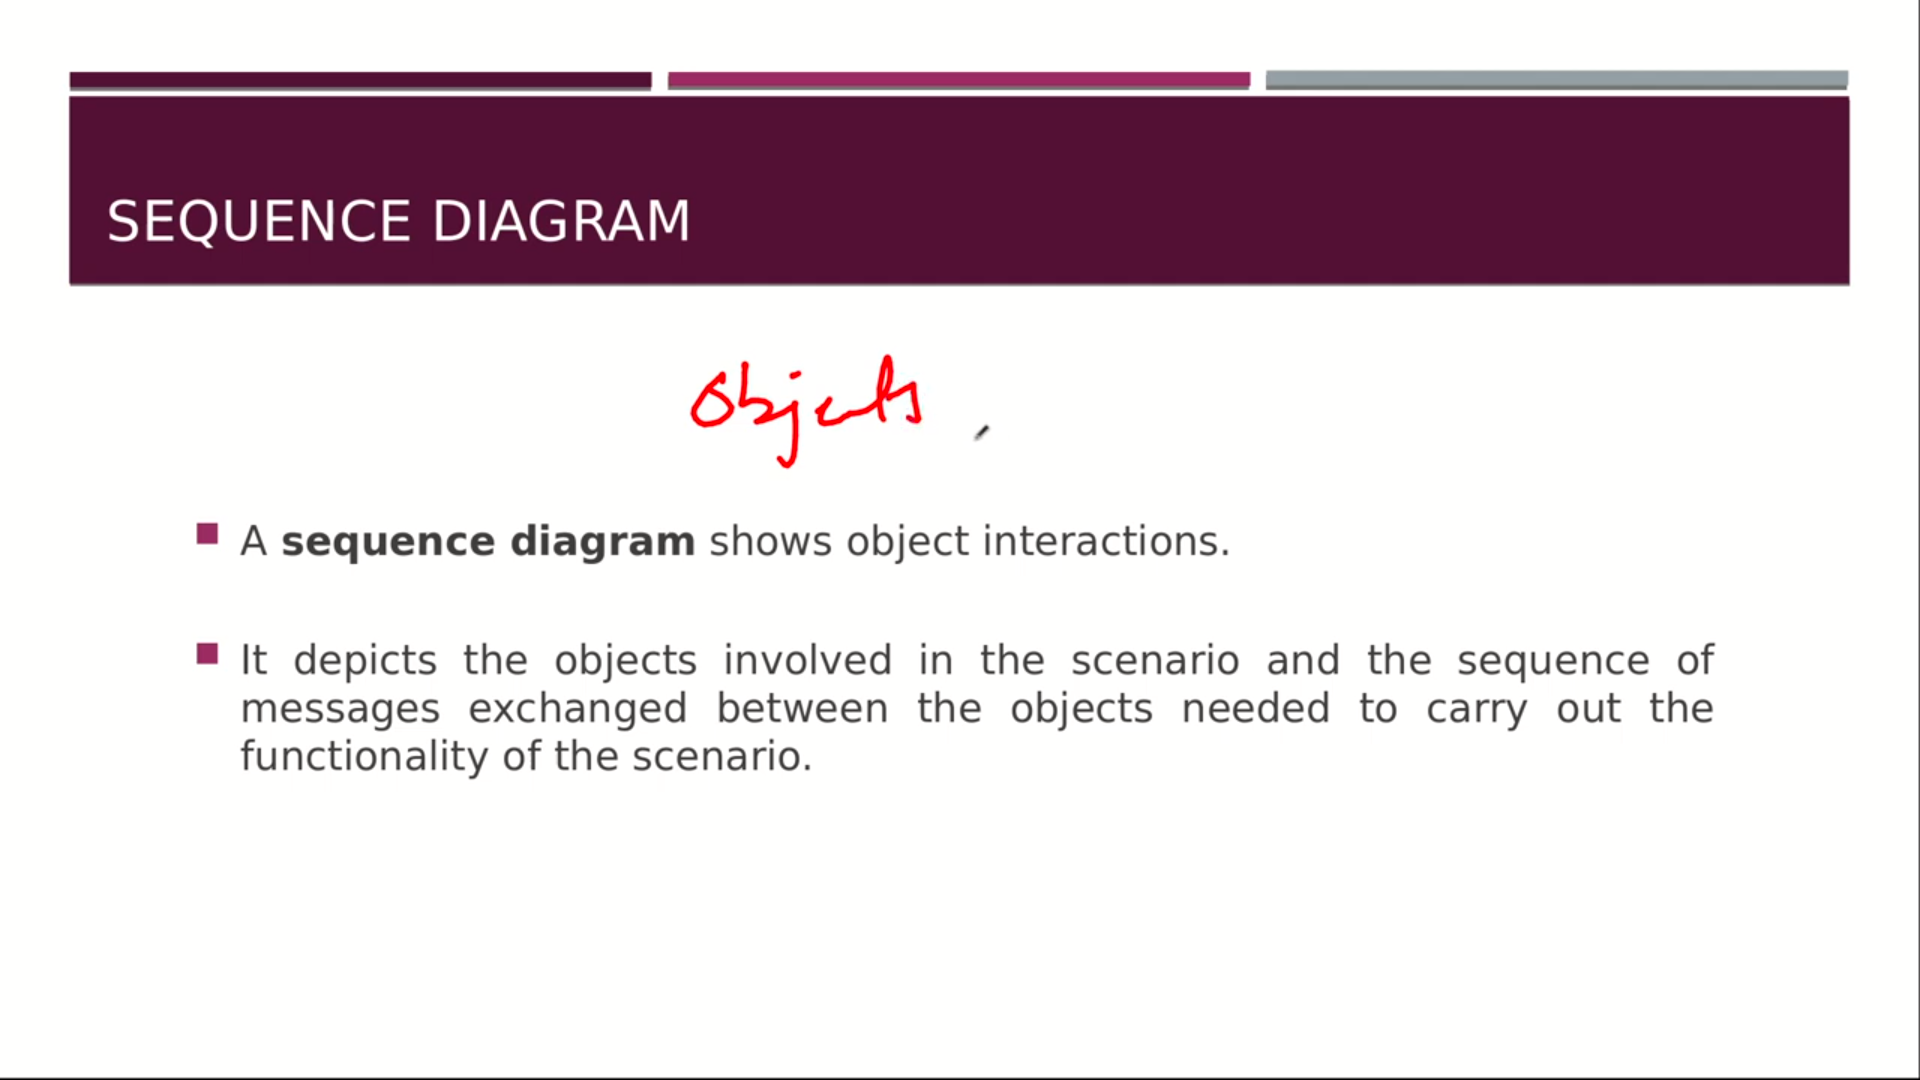 SEQUENCE DIAGRAM
Objects
A sequence diagram shows object interactions.
It depicts the objects involved in the scenario and the sequence of
messages exchanged between the objects needed to carry out the
functionality of the scenario.